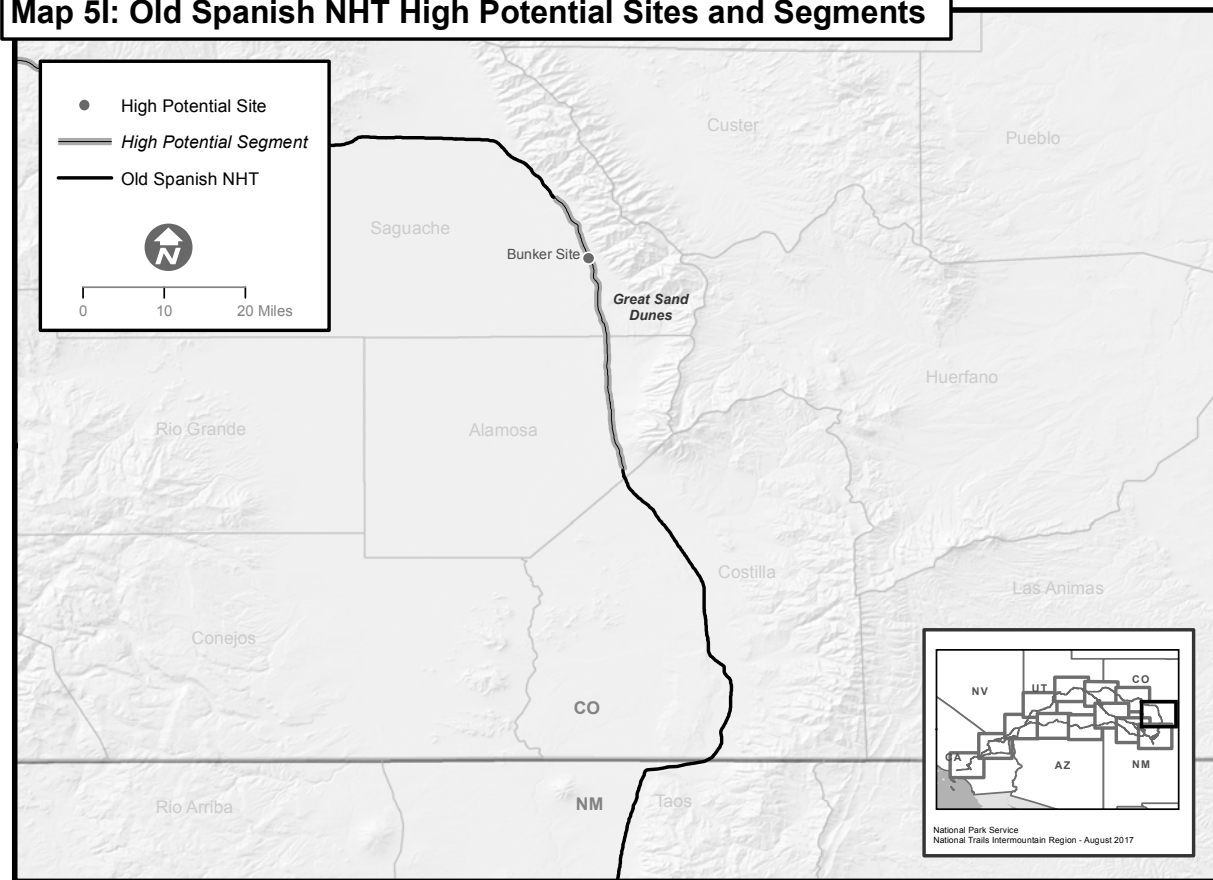 Map 5I: Old Spanish NHT High Potential Sites and Segments
High Potential Site
High Potential Segment
Old Spanish NHT
N
0 10 20 Miles
Custer
Pueblo
Saguache
Bunker Site
Great Sand
Dunes
Huerfano
Rio Grande
Alamosa
Costilla
Las Animas
Conejos
CO
NM
Rio Arriba
Taos
NV
UT
CO
CA
AZ
NM
National Park Service
National Trails Intermountain Region - August 2017